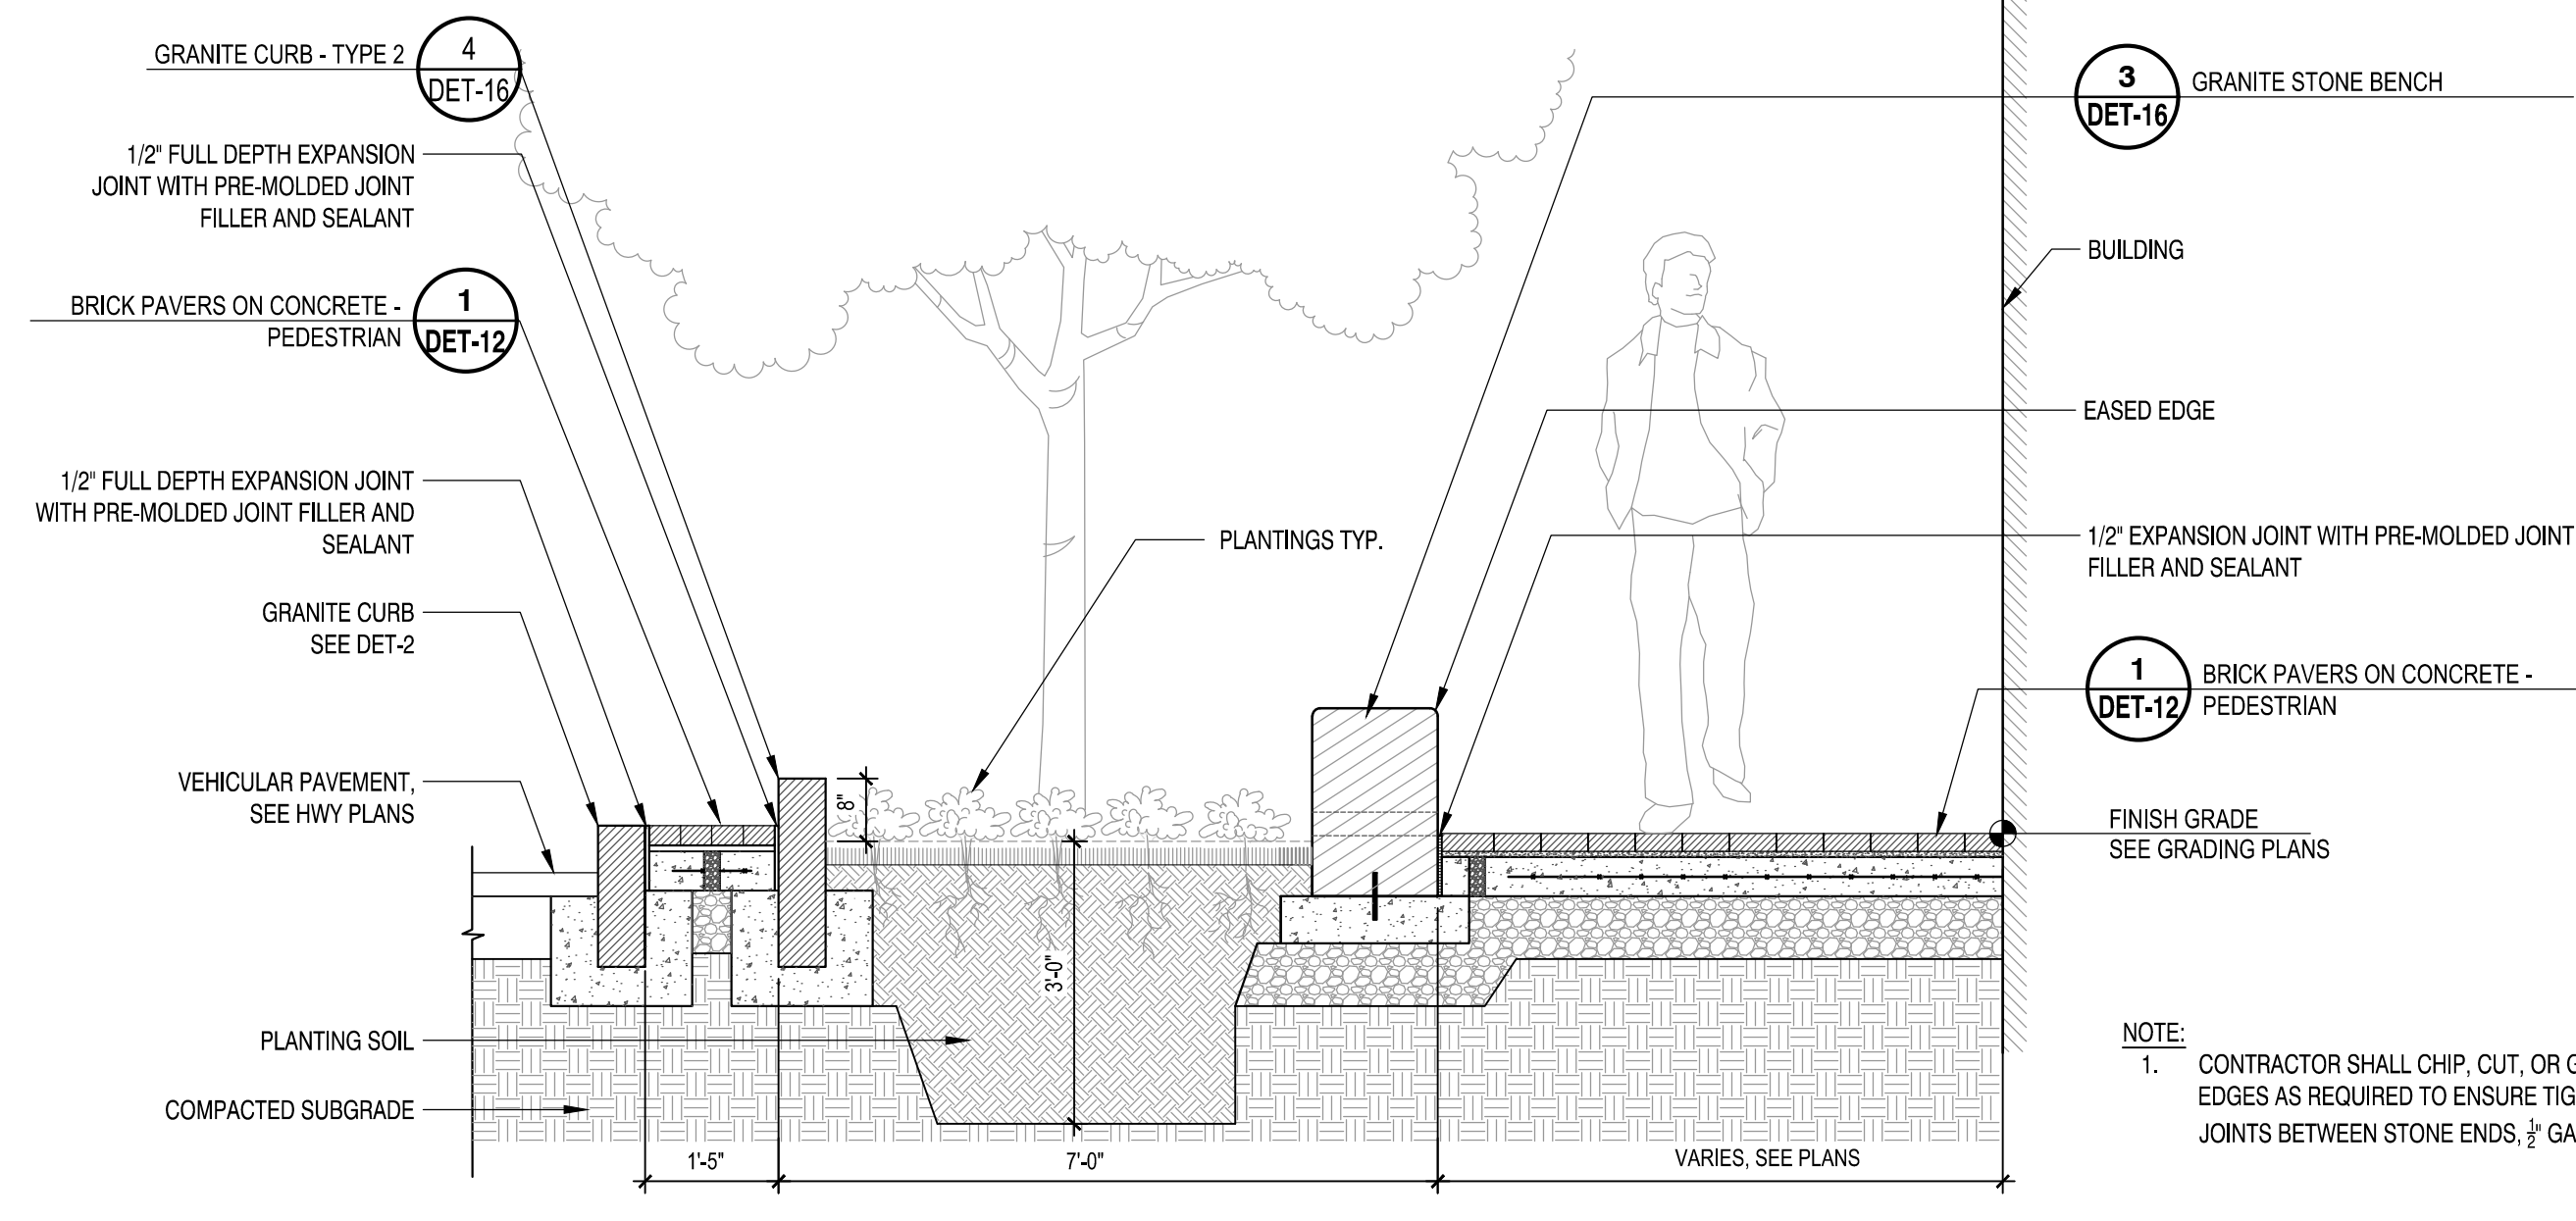 GRANITE CURB - TYPE 2
4
DET-16
1/2" FULL DEPTH EXPANSION
JOINT WITH PRE-MOLDED JOINT
FILLER AND SEALANT
BRICK PAVERS ON CONCRETE -
PEDESTRIAN
1
DET-12
1/2" FULL DEPTH EXPANSION JOINT
WITH PRE-MOLDED JOINT FILLER AND
SEALANT
GRANITE CURB
SEE DET-2
VEHICULAR PAVEMENT,
SEE HWY PLANS
PLANTING SOIL
COMPACTED SUBGRADE
PLANTINGS TYP.
8"
3'-0"
1'-5"
7'-0"
VARIES, SEE PLANS
3
DET-16
GRANITE STONE BENCH
BUILDING
EASED EDGE
1/2" EXPANSION JOINT WITH PRE-MOLDED JOINT
FILLER AND SEALANT
1
DET-12
BRICK PAVERS ON CONCRETE -
PEDESTRIAN
FINISH GRADE
SEE GRADING PLANS
NOTE:
1. CONTRACTOR SHALL CHIP, CUT, OR
EDGES AS REQUIRED TO ENSURE
JOINTS BETWEEN STONE ENDS, ½"